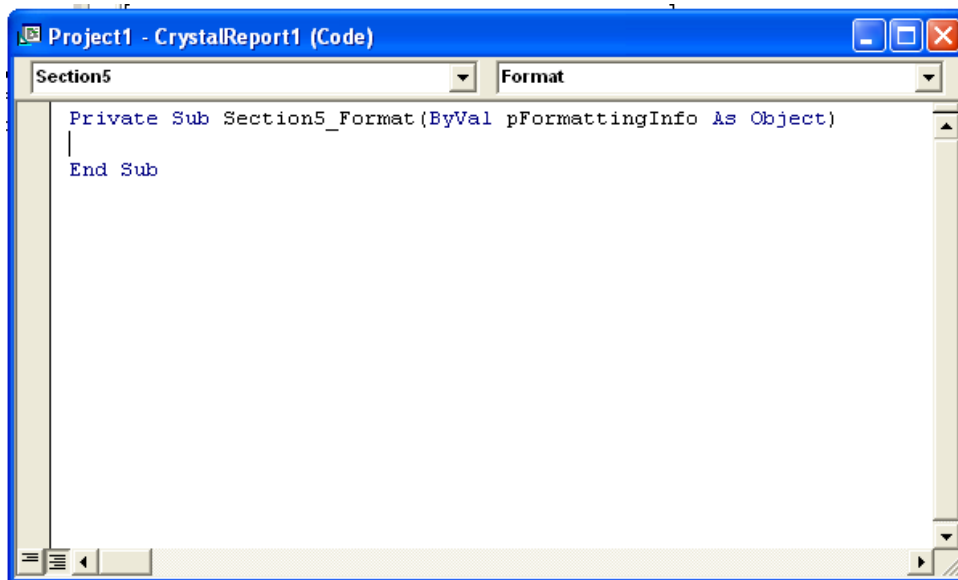 Project1 - CrystalReport1 (Code)
Section5 Format
Private Sub Section5_Format(ByVal pFormattingInfo As Object)
End Sub